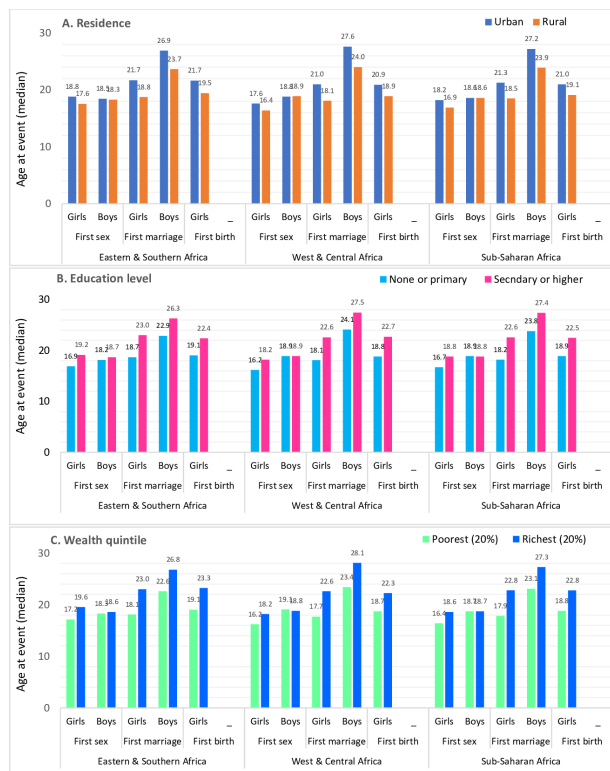 30
A. Residence
Urban
Rural
26.9
27.6
27.2
23.7
24.0
23.9
21.7
21.7
21.0
20.9
21.3
21.0
18.8
17.6
18.5
18.3
18.8
19.5
17.6
16.4
18.8
18.9
18.1
18.9
18.2
16.9
18.6
18.6
18.5
19.1
20
10
0
Age at event (median)
Girls Boys Girls Boys Girls _ Girls Boys Girls Boys Girls _ Girls Boys Girls Boys Girls _
First sex First marriage First birth First sex First marriage First birth First sex First marriage First birth
Eastern & Southern Africa West & Central Africa Sub-Saharan Africa
B. Education level
None or primary
Secndary or higher
30
20
10
0
Age at event (median)
16.9 19.2 18.2 18.7 18.7 23.0 22.9 26.3 19.1 22.4
16.2 18.2 18.9 18.9 18.1 22.6 24.1 27.5 18.8 22.7
16.7 18.8 18.9 18.8 18.2 22.6 23.8 27.4 18.9 22.5
Girls Boys Girls Boys Girls _ Girls Boys Girls Boys Girls _ Girls Boys Girls Boys Girls _
First sex First marriage First birth First sex First marriage First birth First sex First marriage First birth
Eastern & Southern Africa West & Central Africa Sub-Saharan Africa
C. Wealth quintile
Poorest (20%)
Richest (20%)
30
20
10
0
Age at event (median)
17.2 19.6 18.3 18.6 18.1 23.0 22.6 26.8 19.1 23.3
16.2 18.2 19.1 18.8 17.7 22.6 23.4 28.1 18.7 22.3
16.4 18.6 18.7 18.7 17.9 22.8 23.1 27.3 18.8 22.8
Girls Boys Girls Boys Girls _ Girls Boys Girls Boys Girls _ Girls Boys Girls Boys Girls _
First sex First marriage First birth First sex First marriage First birth First sex First marriage First birth
Eastern & Southern Africa West & Central Africa Sub-Saharan Africa